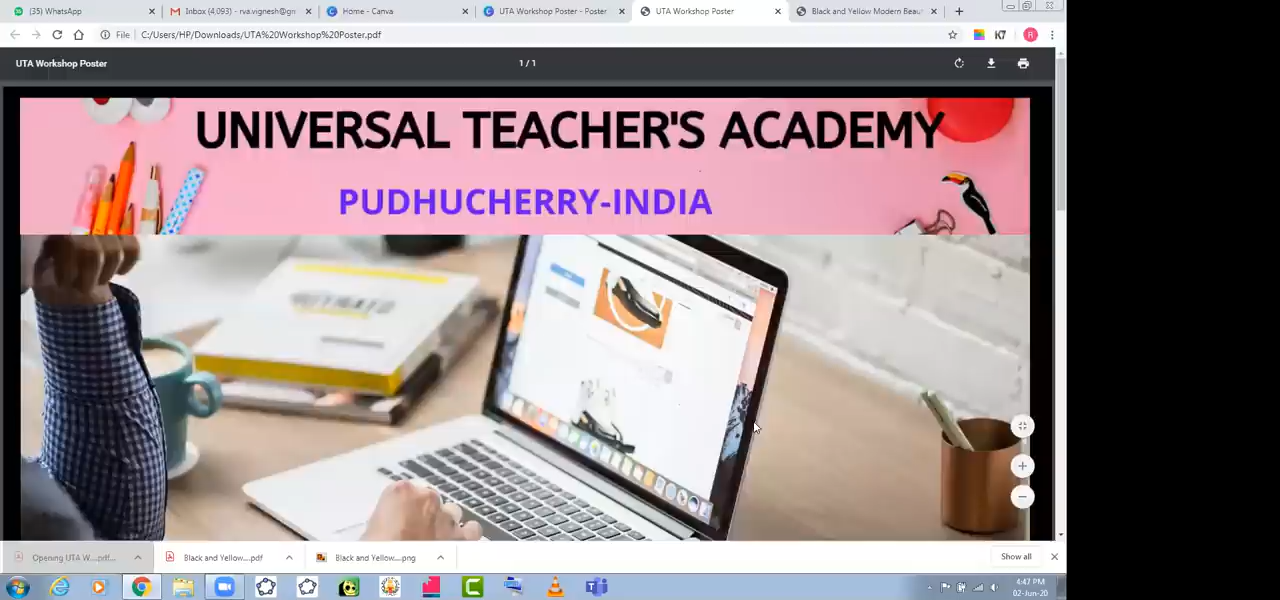 (35) WhatsApp
Inbox (4,093) - rva.vignesh@gm
Home - Canva
UTA Workshop Poster - Poster
UTA Workshop Poster
Black and Yellow Modern Beau
File
C:/Users/HP/Downloads/UTA%20Workshop%20Poster.pdf
K7
R
UTA Workshop Poster
1 / 1
UNIVERSAL TEACHER'S ACADEMY
PUDHUCHERRY-INDIA
Opening UTA W....pdf...
Black and Yellow....pdf
Black and Yellow....png
Show all
4:47 PM
02-Jun-20